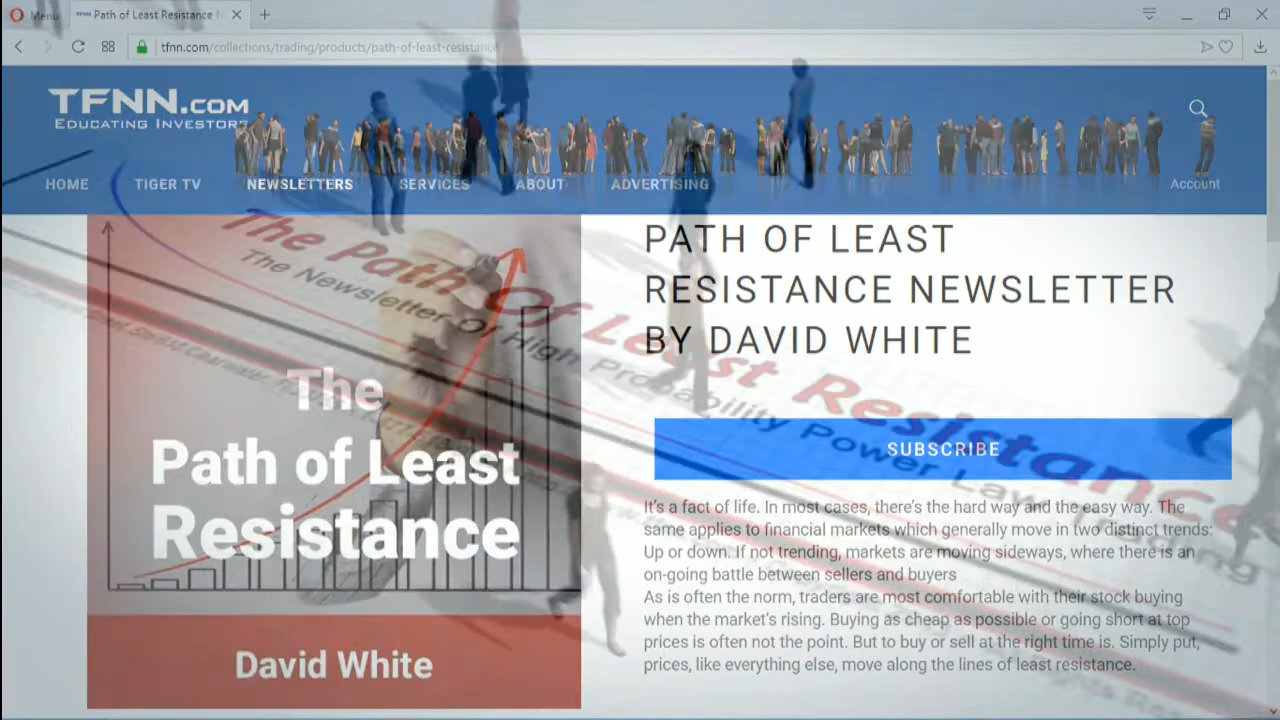 Menu
Path of Least Resistance N
tfnn.com/collections/trading/products/path-of-least-resistance
TFNN.COM
EDUCATING INVESTORS
HOME
TIGER TV
NEWSLETTERS
SERVICES
ABOUT
ADVERTISING
Account
The Path Of Least Resistance
The Newsletter Of High Probability Power Law
The
Path of Least
Resistance
David White
PATH OF LEAST
RESISTANCE NEWSLETTER
BY DAVID WHITE
SUBSCRIBE
It's a fact of life. In most cases, there's the hard way and the easy way. The
same applies to financial markets which generally move in two distinct trends:
Up or down. If not trending, markets are moving sideways, where there is an
on-going battle between sellers and buyers
As is often the norm, traders are most comfortable with their stock buying
when the market's rising. Buying as cheap as possible or going short at top
prices is often not the point. But to buy or sell at the right time is. Simply put,
prices, like everything else, move along the lines of least resistance.